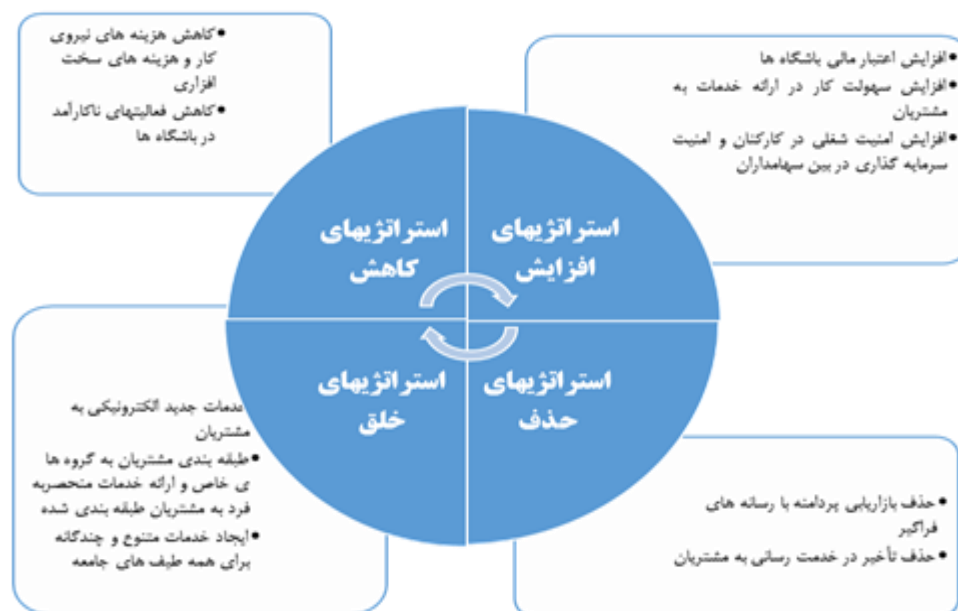 افزایش اعتبار مالی باشگاه ها
افزایش سهولت کار در ارائه خدمات به
مشتریان
افزایش امنیت شغلی در کارکنان و امنیت
سرمایه گذاری در بین سهامداران
کاهش هزینه های نیروی
کار و هزینه های سخت
افزاری
کاهش فعالیتهای ناکارآمد
در باشگاه ها
استراتژیهای
افزایش
استراتژیهای
کاهش
استراتژیهای
حذف
استراتژیهای
خلق
حذف بازاریابی پردامنه با رسانه های
فراگیر
حذف تأخیر در خدمت رسانی به مشتریان
جدید الکترونیکی به
مشتریان
طبقه بندی مشتریان به گروه ها
ی خاص و ارائه خدمات منحصربه
فرد به مشتریان طبقه بندی شده
ایجاد خدمات متنوع و چندگانه
برای همه طیف های جامعه